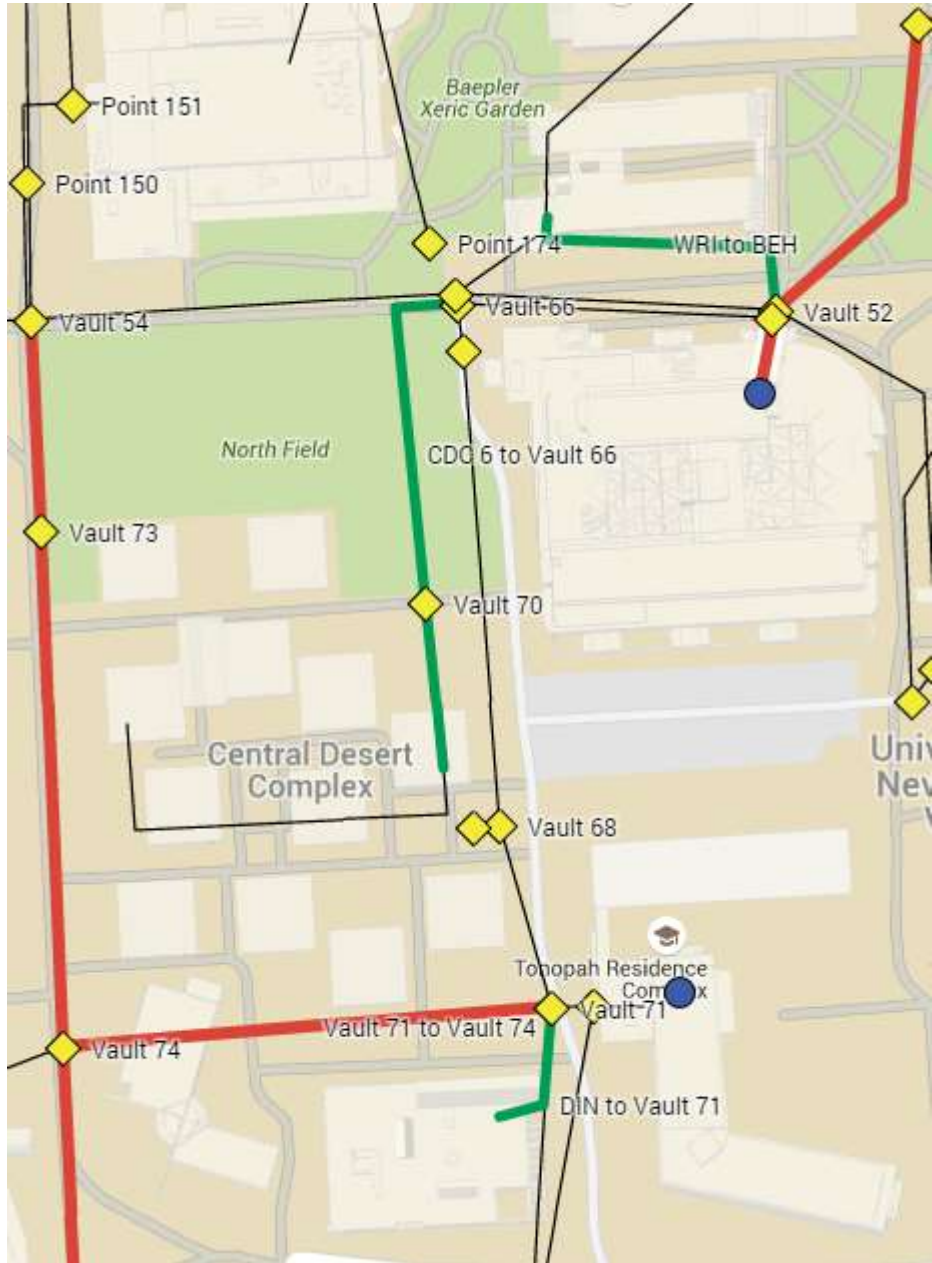 Baepler
Xeric Garden
Point 151
Point 150
Point 174
WRI to BEH
Vault 54
Vault 66
Vault 52
North Field
CDC 6 to Vault 66
Vault 73
Vault 70
Central Desert
Complex
Univ
Nev
Vault 68
Tonopah Residence
Vault 71
Vault 71 to Vault 74
Vault 74
DIN to Vault 71